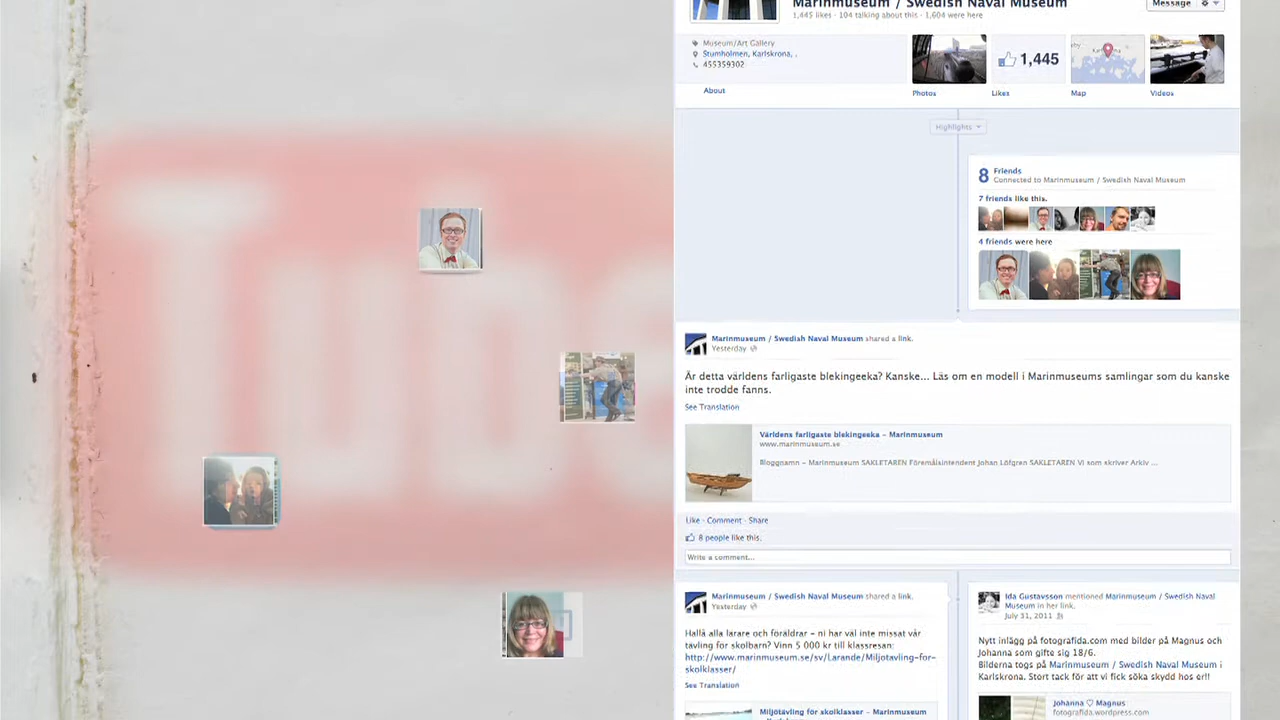 Marinmuseum / Swedish Naval Museum
1,445 likes · 104 talking about this · 1,604 were here
Message
Museum/Art Gallery
Stumholmen, Karlskrona, .
455359302
About
1,445
Photos
Likes
Map
Videos
Highlights
8 Friends
Connected to Marinmuseum / Swedish Naval Museum
7 friends like this.
4 friends were here
Marinmuseum / Swedish Naval Museum shared a link.
Yesterday
Är detta världens farligaste blekingeeka? Kanske... Läs om en modell i Marinmuseums samlingar som du kanske
inte trodde fanns.
See Translation
Världens farligaste blekingeeka – Marinmuseum
www.marinmuseum.se
Bloggnamn – Marinmuseum SAKLETAREN Föremålsintendent Johan Löfgren SAKLETAREN Vi som skriver Arkiv ...
Like · Comment · Share
8 people like this.
Write a comment...
Marinmuseum / Swedish Naval Museum shared a link.
Yesterday
Hallå alla lärare och föräldrar – ni har väl inte missat vår
tävling för skolbarn? Vinn 5 000 kr till klassresan:
http://www.marinmuseum.se/sv/Larande/Miljotavling-for-
skolklasser/
See Translation
Miljötävling för skolklasser – Marinmuseum
Ida Gustavsson mentioned Marinmuseum / Swedish Naval
Museum in her link.
July 31, 2011
Nytt inlägg på fotografida.com med bilder på Magnus och
Johanna som gifte sig 18/6.
Bilderna togs på Marinmuseum / Swedish Naval Museum i
Karlskrona. Stort tack för att vi fick söka skydd hos er!!
Johanna ♡ Magnus
fotografida.wordpress.com